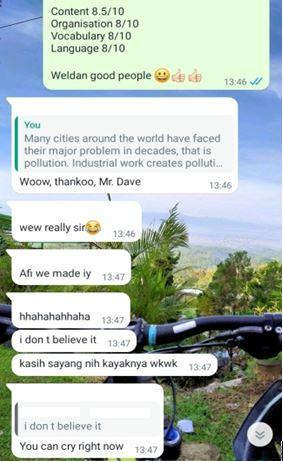 Content 8.5/10
Organisation 8/10
Vocabulary 8/10
Language 8/10
Weldan good people 😀👍🏻👍🏻
13:46
You
Many cities around the world have faced
their major problem in decades, that is
pollution. Industrial work creates polluti...
Woow, thankoo, Mr. Dave
13:46
wew really sir😂
13:46
Afi we made iy
13:47
hhahahahhaha
13:47
i don t believe it
13:47
kasih sayang nih kayaknya wkwk
13:47
i don t believe it
You can cry right now
13:47